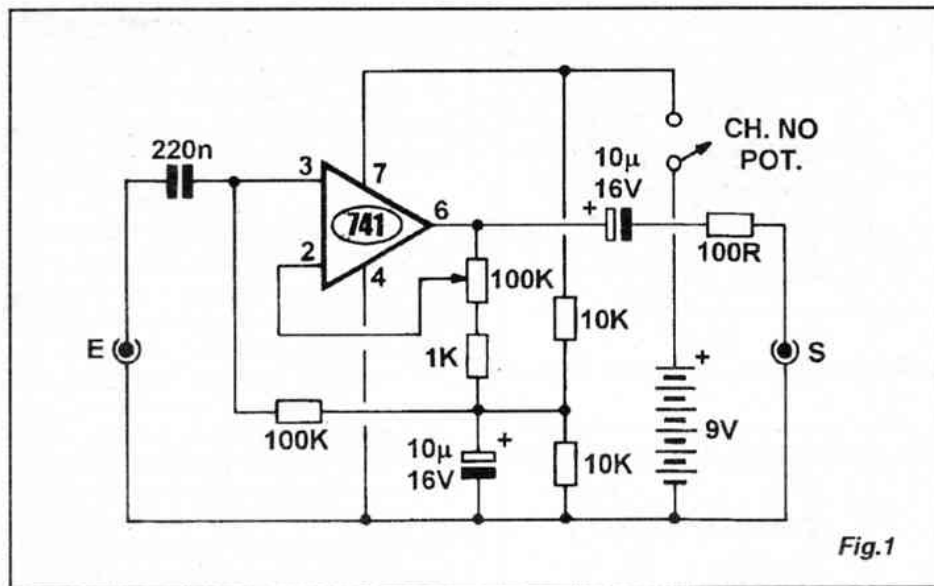 220n
3
7
741
6
2
4
10µ
16V
+
CH. NO
POT.
100R
100K
10K
1K
E
S
+
9V
100K
10µ
16V
+
10K
Fig.1